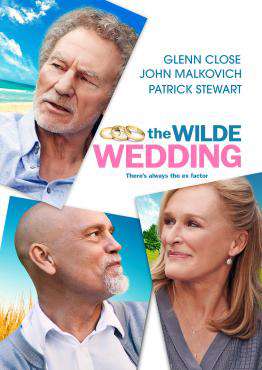 GLENN CLOSE
JOHN MALKOVICH
PATRICK STEWART
the WILDE
WEDDING
There's always the ex factor